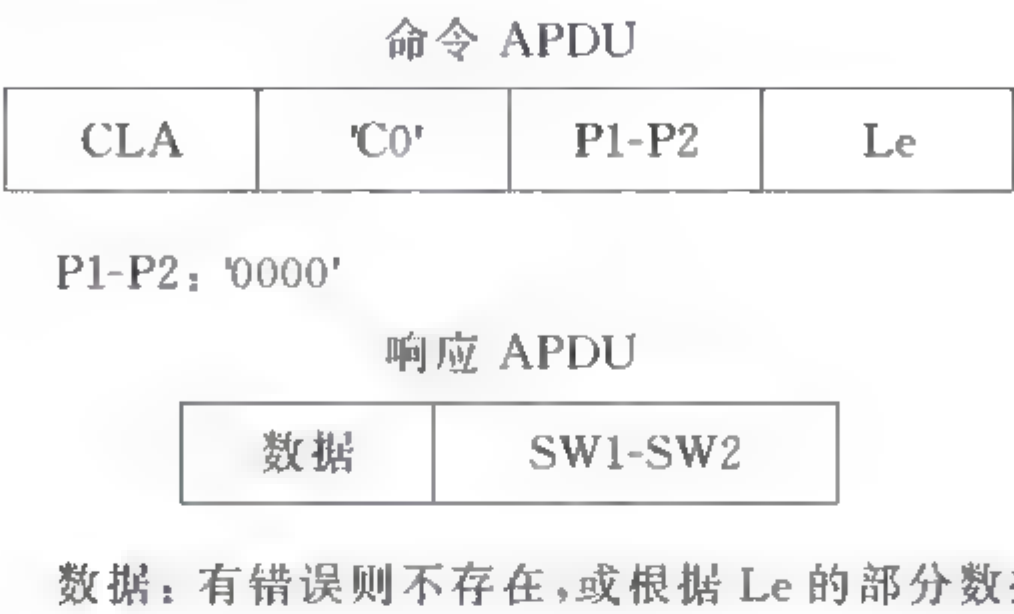 命令 APDU
CLA 'C0' P1-P2 Le
P1-P2：'0000'
响应 APDU
数据 SW1-SW2
数据：有错误则不存在，或根据 Le 的部分数